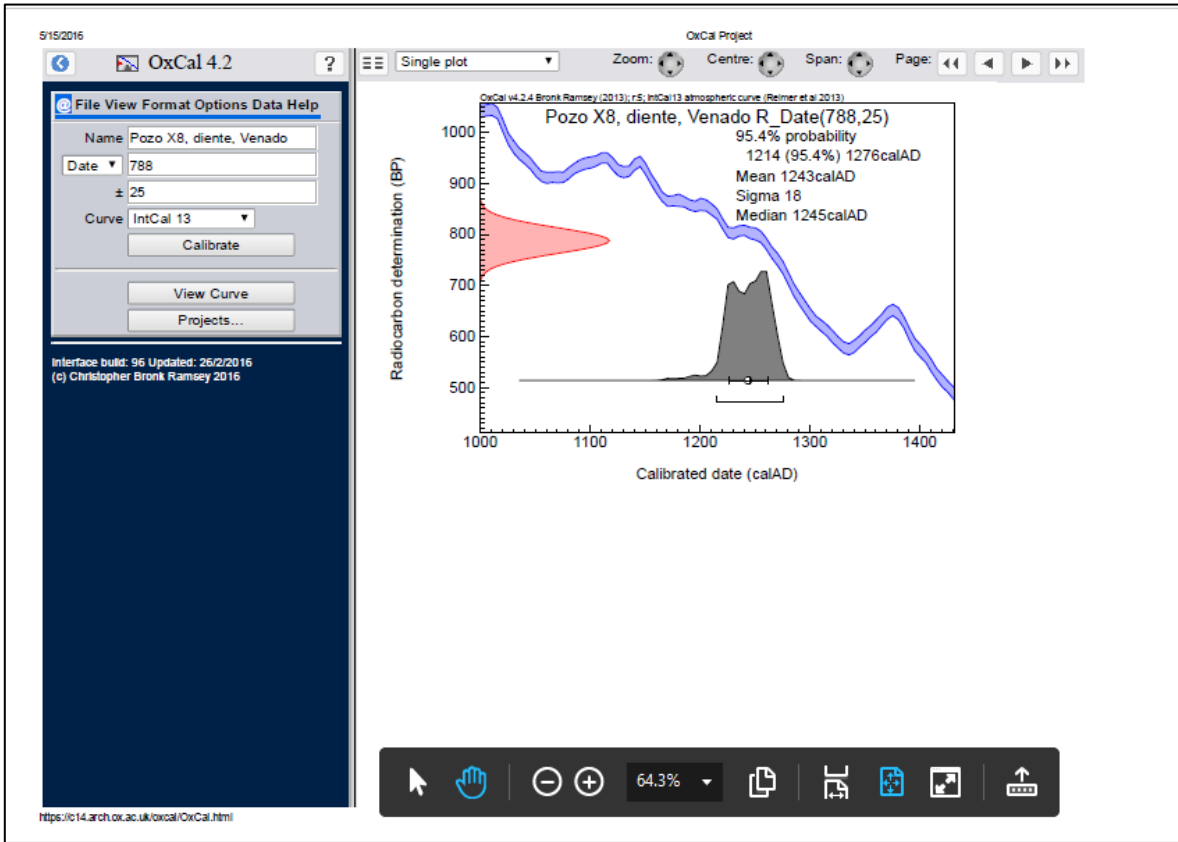 5/15/2016
OxCal Project
OxCal 4.2
?
Single plot
Zoom:
Centre:
Span:
Page:
@ File View Format Options Data Help
Name Pozo X8, diente, Venado
Date 788
± 25
Curve IntCal 13
Calibrate
View Curve
Projects...
Interface build: 96 Updated: 26/2/2016
(c) Christopher Bronk Ramsey 2016
OxCal v4.2.4 Bronk Ramsey (2013); r:5; IntCal13 atmospheric curve (Reimer et al 2013)
Pozo X8, diente, Venado R_Date(788,25)
95.4% probability
1214 (95.4%) 1276calAD
Mean 1243calAD
Sigma 18
Median 1245calAD
Radiocarbon determination (BP)
1000
900
800
700
600
500
1000 1100 1200 1300 1400
Calibrated date (calAD)
64.3%
https://c14.arch.ox.ac.uk/oxcal/OxCal.html